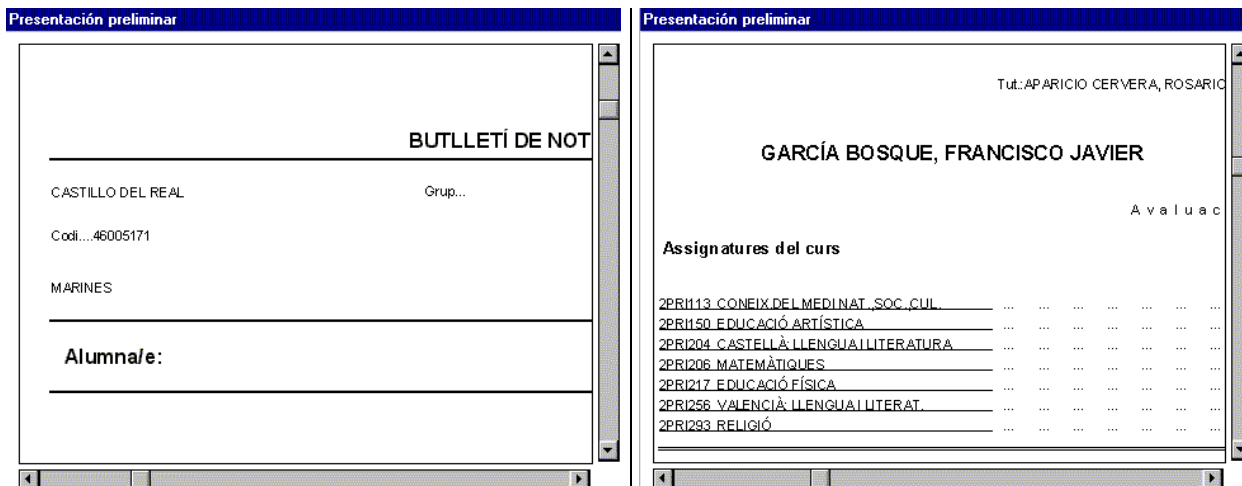 Presentación preliminar
BUTLLETÍ DE NOT
CASTILLO DEL REAL Grup...
Codi....46005171
MARINES
Alumna/e:
Presentación preliminar
Tut.:APARICIO CERVERA, ROSARIO
GARCÍA BOSQUE, FRANCISCO JAVIER
Avaluac
Assignatures del curs
2PRI113 CONEIX.DEL MEDI NAT.,SOC.,CUL. ... ... ... ... ... ... ...
2PRI150 EDUCACIÓ ARTÍSTICA ... ... ... ... ... ... ...
2PRI204 CASTELLÀ: LLENGUA I LITERATURA ... ... ... ... ... ... ...
2PRI206 MATEMÀTIQUES ... ... ... ... ... ... ...
2PRI217 EDUCACIÓ FÍSICA ... ... ... ... ... ... ...
2PRI256 VALENCIÀ: LLENGUA I LITERAT. ... ... ... ... ... ... ...
2PRI293 RELIGIÓ ... ... ... ... ... ... ...